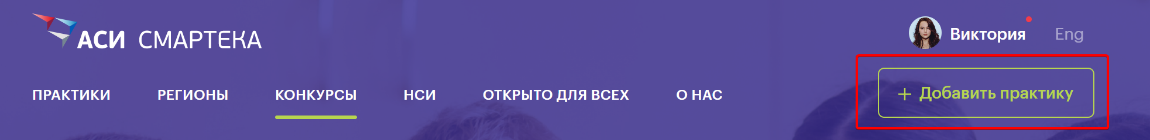 АСИ СМАРТЕКА
Виктория Eng
ПРАКТИКИ РЕГИОНЫ КОНКУРСЫ НСИ ОТКРЫТО ДЛЯ ВСЕХ О НАС
+ Добавить практику